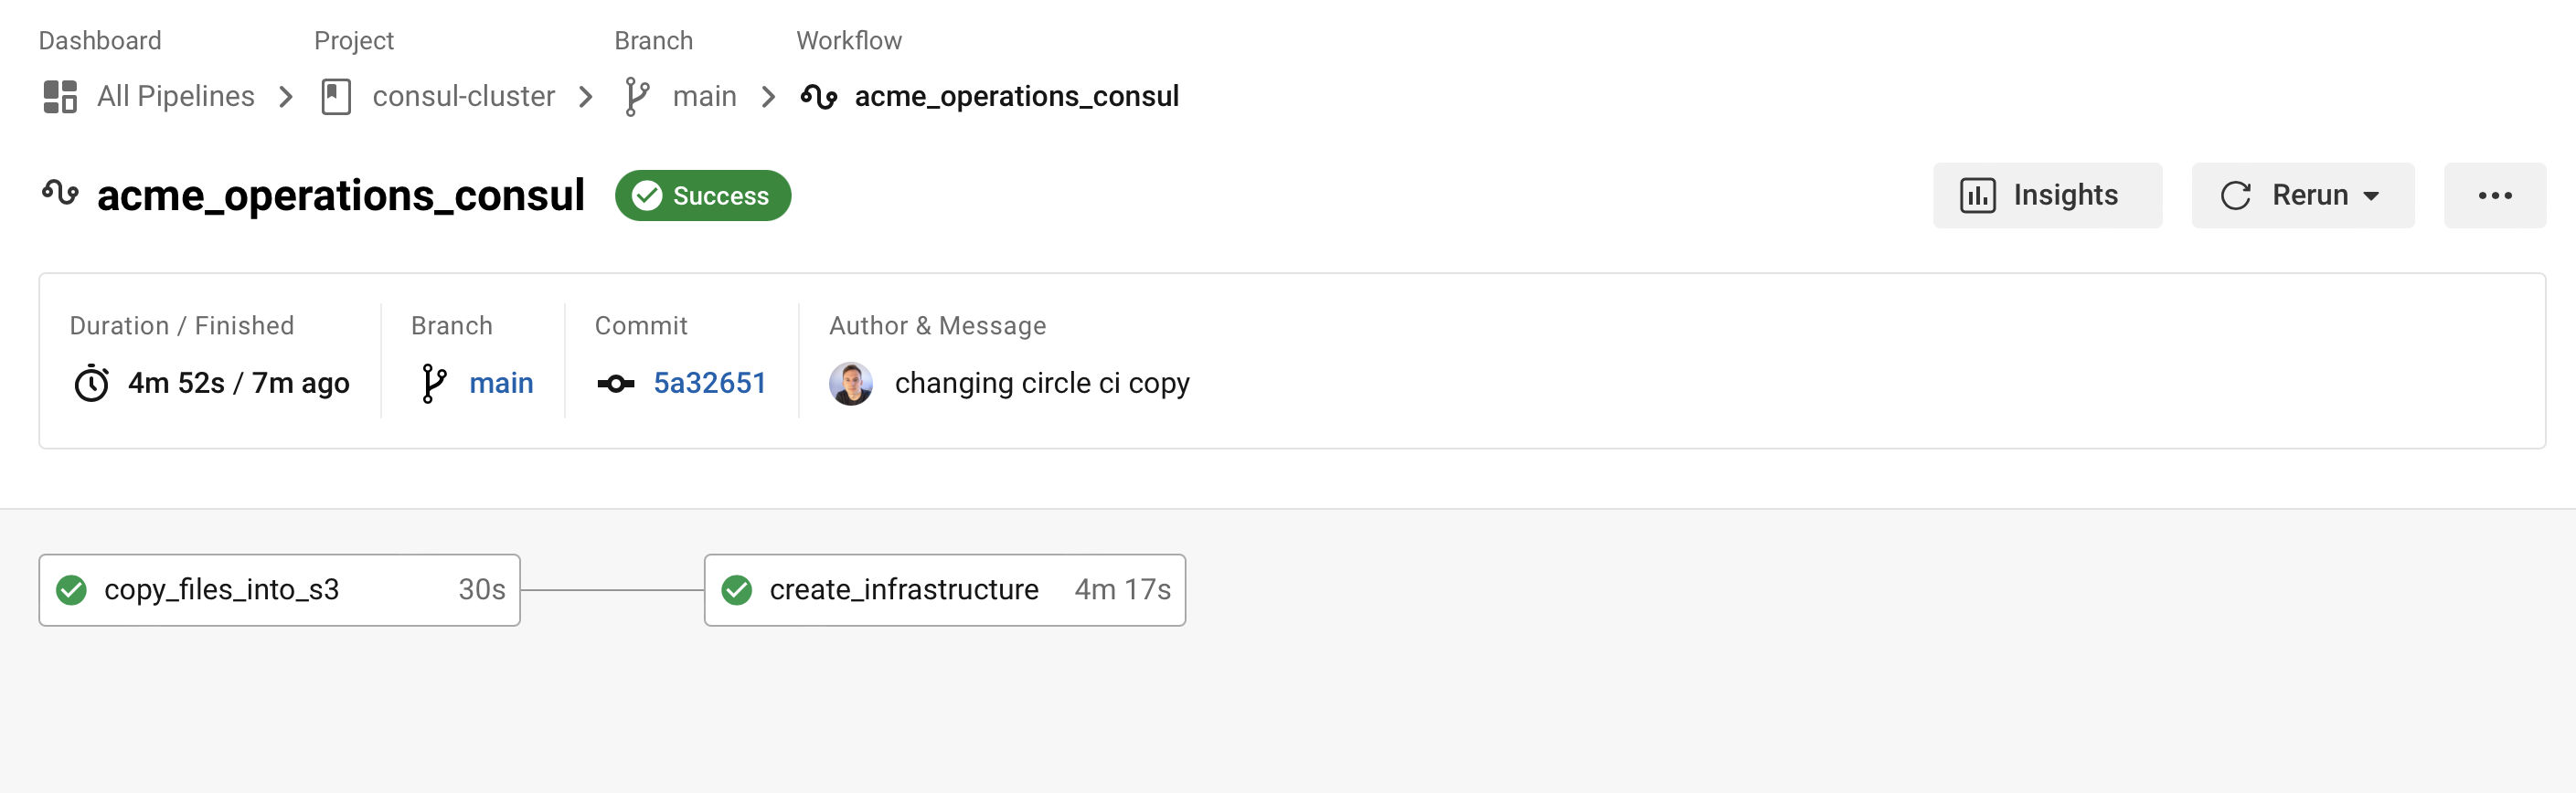 Dashboard Project Branch Workflow
All Pipelines consul-cluster main acme_operations_consul
acme_operations_consul Success Insights Rerun
Duration / Finished Branch Commit Author & Message
4m 52s / 7m ago main 5a32651 changing circle ci copy
copy_files_into_s3 30s create_infrastructure 4m 17s